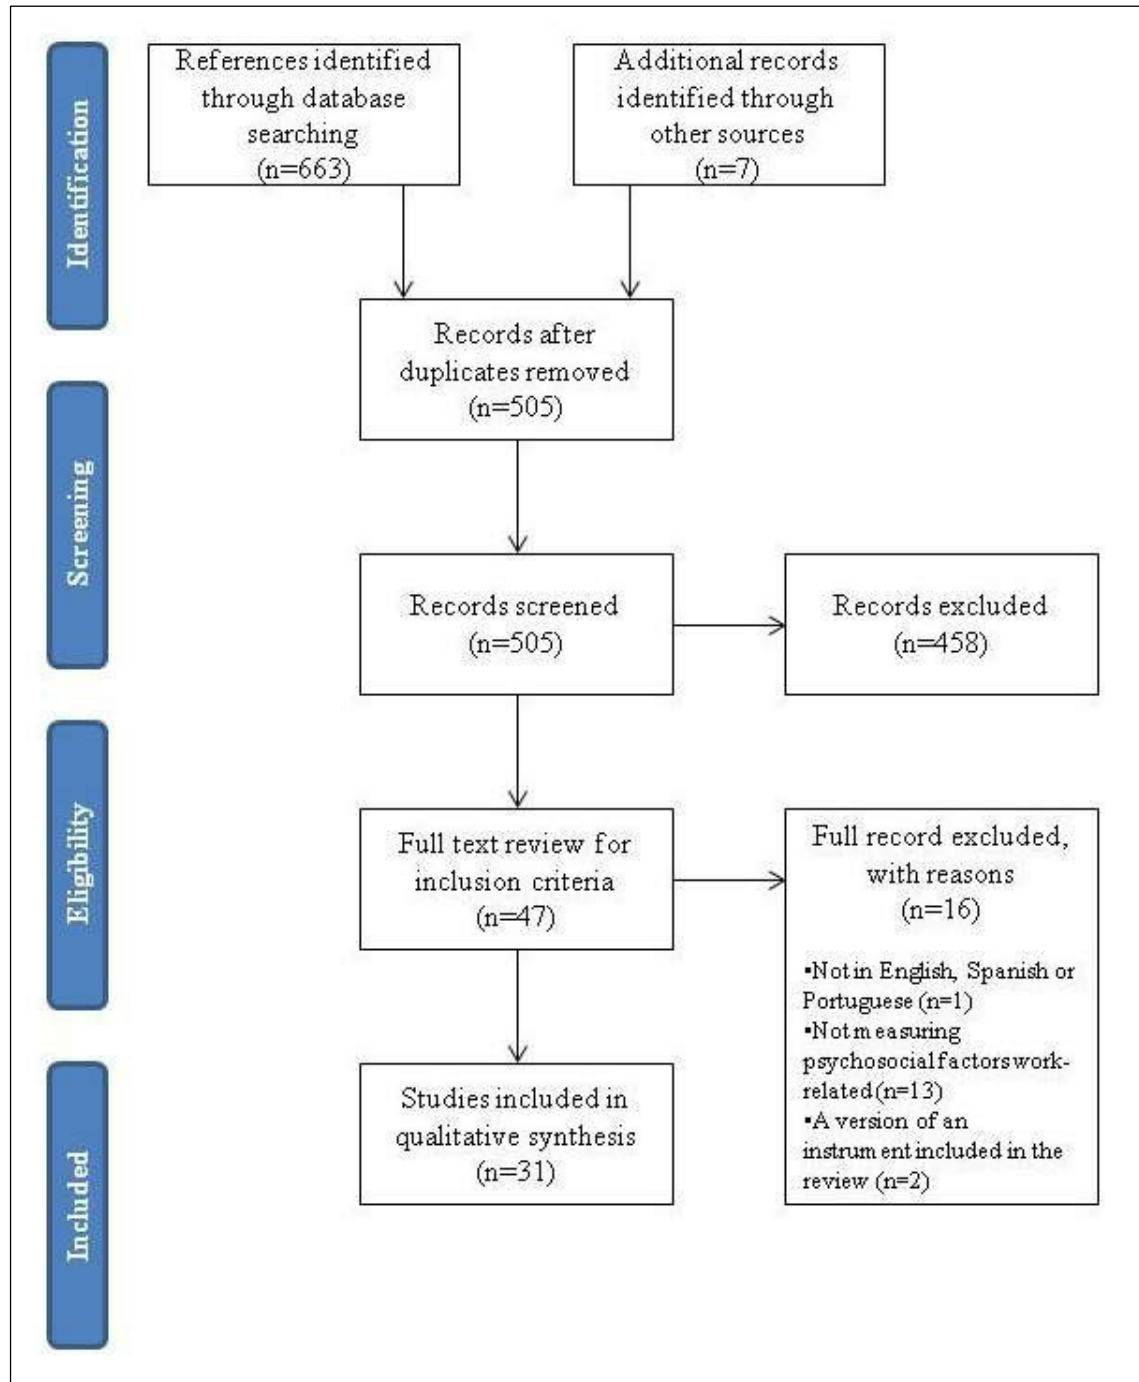 Identification
References identified
through database
searching
(n=663)
Additional records
identified through
other sources
(n=7)
Records after
duplicates removed
(n=505)
Screening
Records screened
(n=505)
Records excluded
(n=458)
Eligibility
Full text review for
inclusion criteria
(n=47)
Full record excluded,
with reasons
(n=16)
•Not in English, Spanish or
Portuguese (n=1)
•Not measuring
psychosocial factors work-
related (n=13)
•A version of an
instrument included in the
review (n=2)
Included
Studies included in
qualitative synthesis
(n=31)